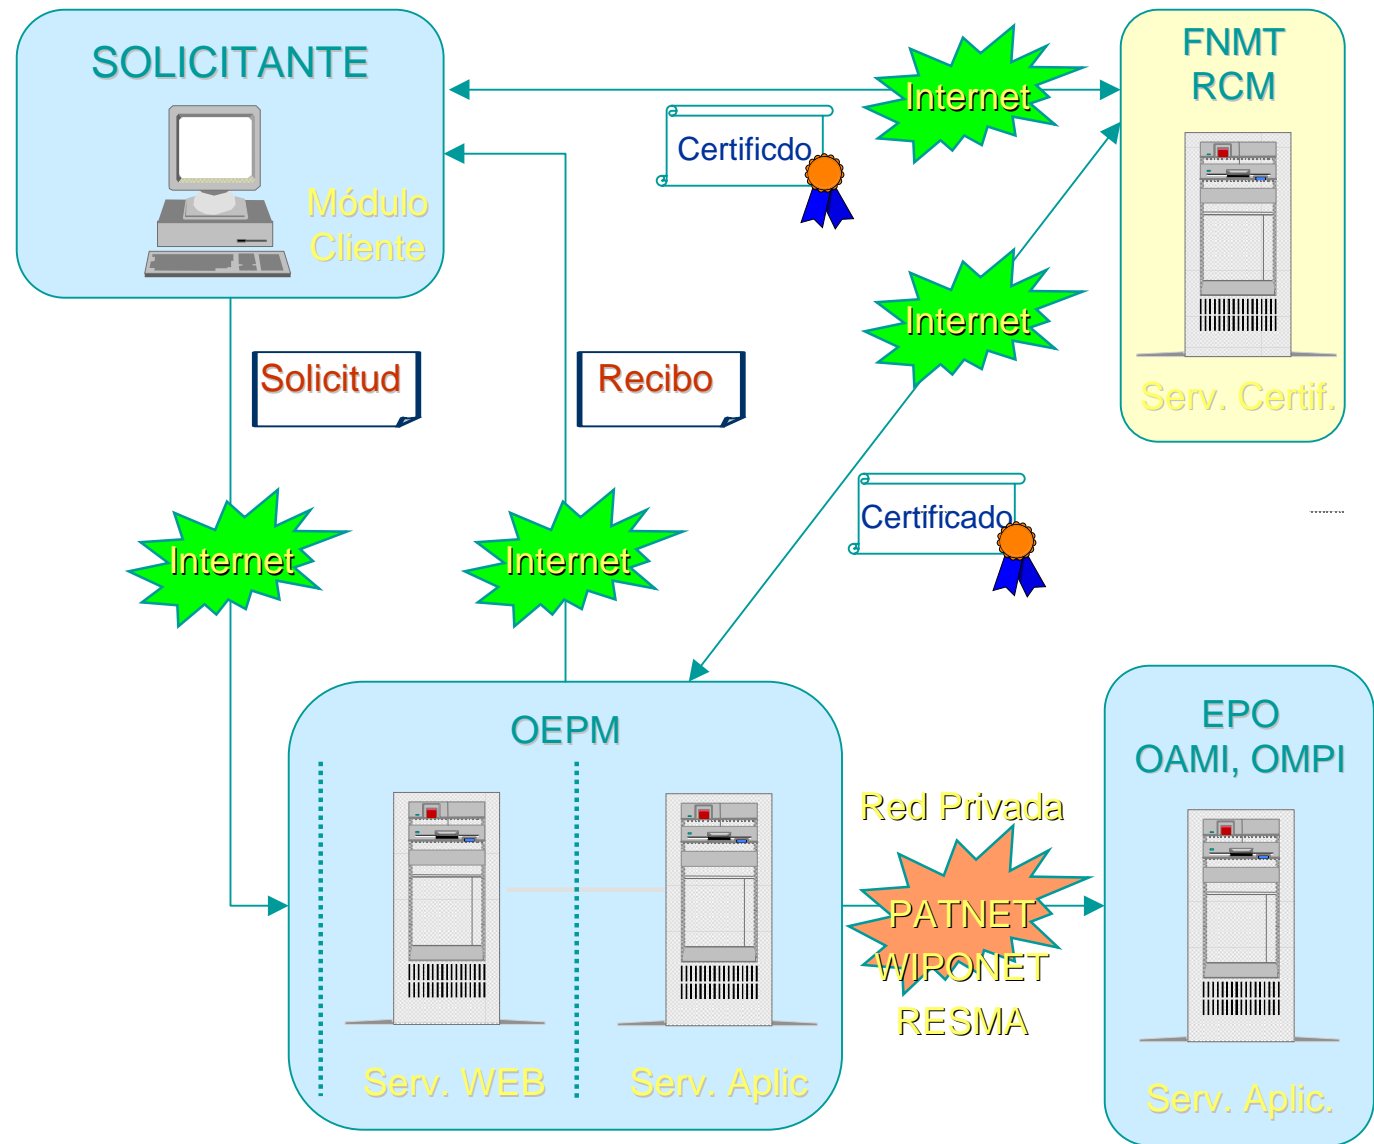 SOLICITANTE
Módulo
Cliente
Internet
FNMT
RCM
Certificdo
Internet
Serv. Certif.
Solicitud
Recibo
Certificado
Internet
Internet
OEPM
EPO
OAMI, OMPI
Red Privada
PATNET
WIPONET
RESMA
Serv. WEB
Serv. Aplic
Serv. Aplic.